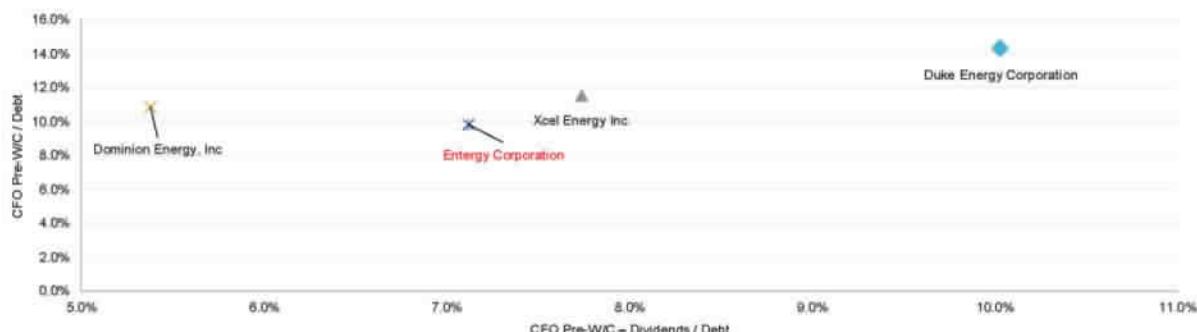 16.0%
14.0%
12.0%
10.0%
8.0%
6.0%
4.0%
2.0%
0.0%
CFO Pre-W/C / Debt
Duke Energy Corporation
Xcel Energy Inc
Dominion Energy, Inc
Entergy Corporation
5.0% 6.0% 7.0% 8.0% 9.0% 10.0% 11.0%
CFO Pre-W/C – Dividends / Debt